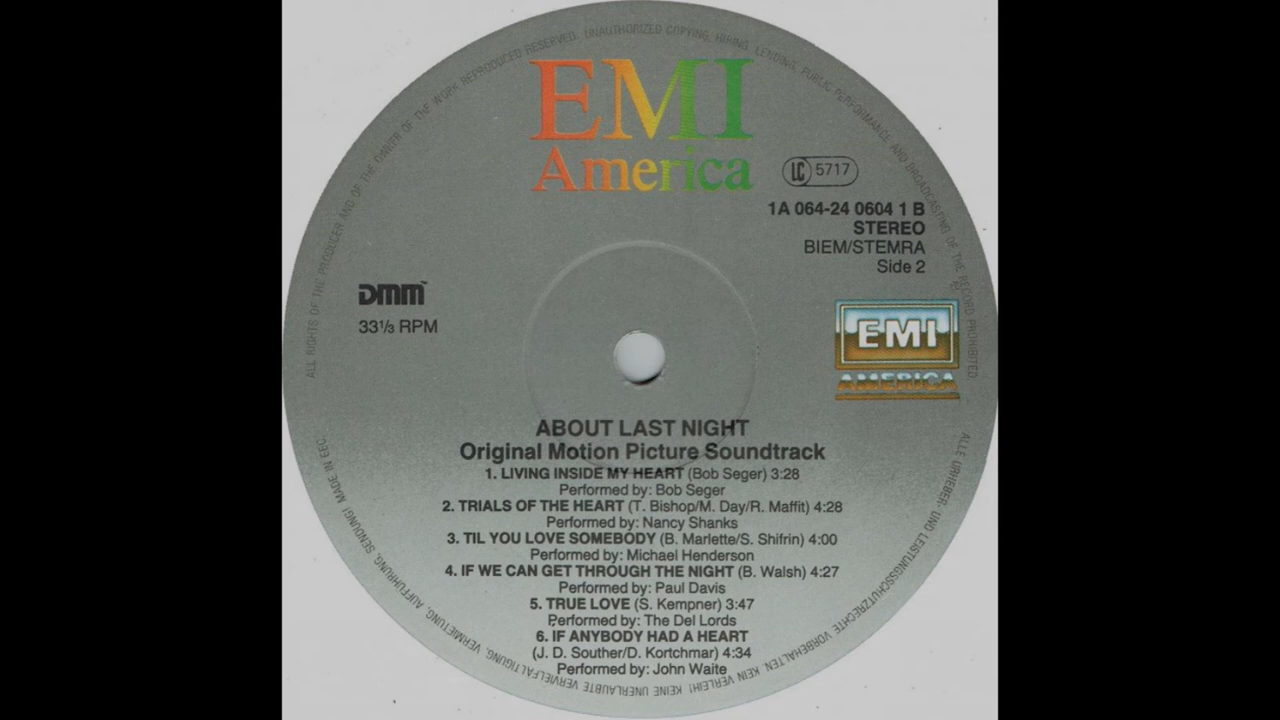 ALL RIGHTS OF THE PRODUCER AND OF THE OWNER OF THE WORK REPRODUCED RESERVED. UNAUTHORIZED COPYING, HIRING, LENDING, PUBLIC PERFORMANCE AND BROADCASTING OF THE RECORD PROHIBITED.
EMI
America
LC 5717
1A 064-24 0604 1 B
STEREO
BIEM/STEMRA
Side 2
DMM™
33⅓ RPM
EMI
AMERICA
ABOUT LAST NIGHT
Original Motion Picture Soundtrack
1. LIVING INSIDE MY HEART (Bob Seger) 3:28
Performed by: Bob Seger
2. TRIALS OF THE HEART (T. Bishop/M. Day/R. Maffit) 4:28
Performed by: Nancy Shanks
3. TIL YOU LOVE SOMEBODY (B. Marlette/S. Shifrin) 4:00
Performed by: Michael Henderson
4. IF WE CAN GET THROUGH THE NIGHT (B. Walsh) 4:27
Performed by: Paul Davis
5. TRUE LOVE (S. Kempner) 3:47
Performed by: The Del Lords
6. IF ANYBODY HAD A HEART
(J. D. Souther/D. Kortchmar) 4:34
Performed by: John Waite
ALLE URHEBER- UND LEISTUNGSSCHUTZRECHTE VORBEHALTEN. KEIN VERLEIH! KEINE UNERLAUBTE VERVIELFÄLTIGUNG, VERMIETUNG, AUFFÜHRUNG, SENDUNG! MADE IN EEC.